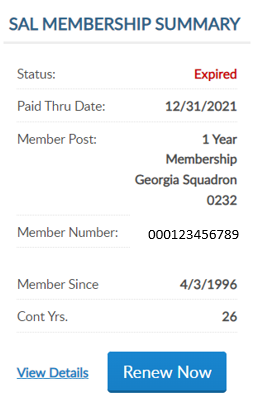 SAL MEMBERSHIP SUMMARY
Status: Expired
Paid Thru Date: 12/31/2021
Member Post: 1 Year
Membership
Georgia Squadron
0232
Member Number: 000123456789
Member Since 4/3/1996
Cont Yrs. 26
View Details Renew Now